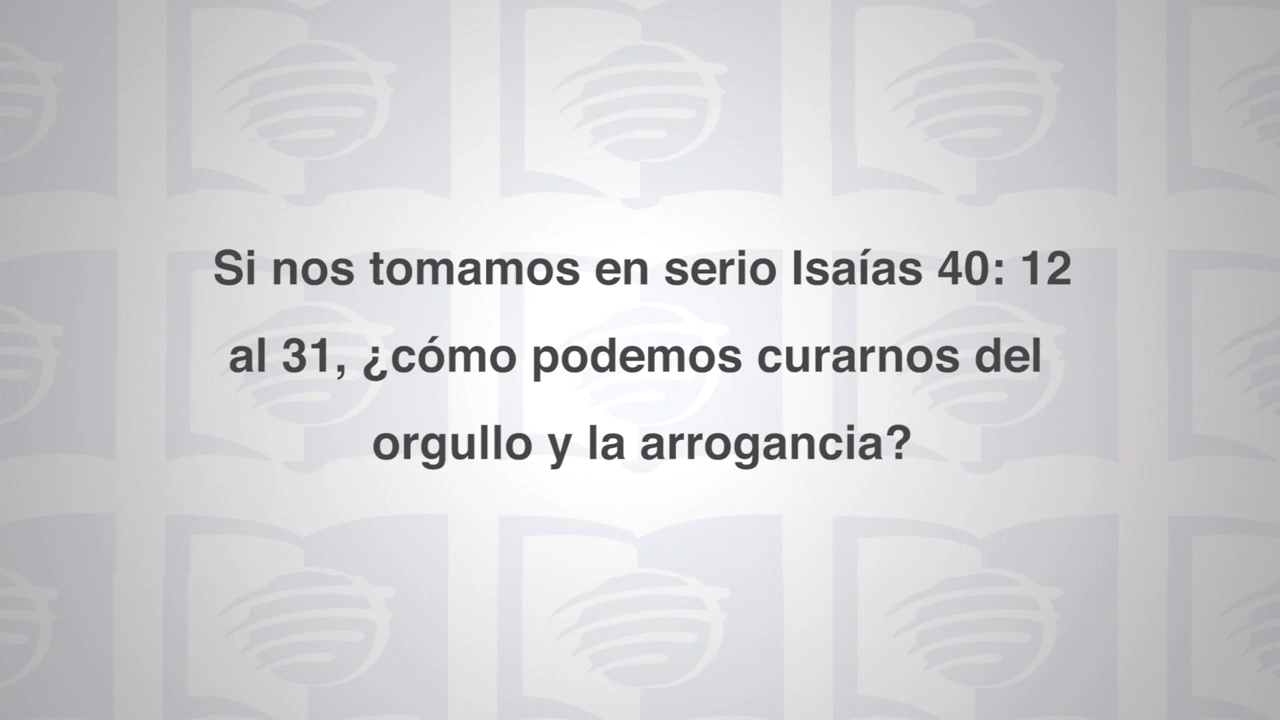 Si nos tomamos en serio Isaías 40: 12
al 31, ¿cómo podemos curarnos del
orgullo y la arrogancia?